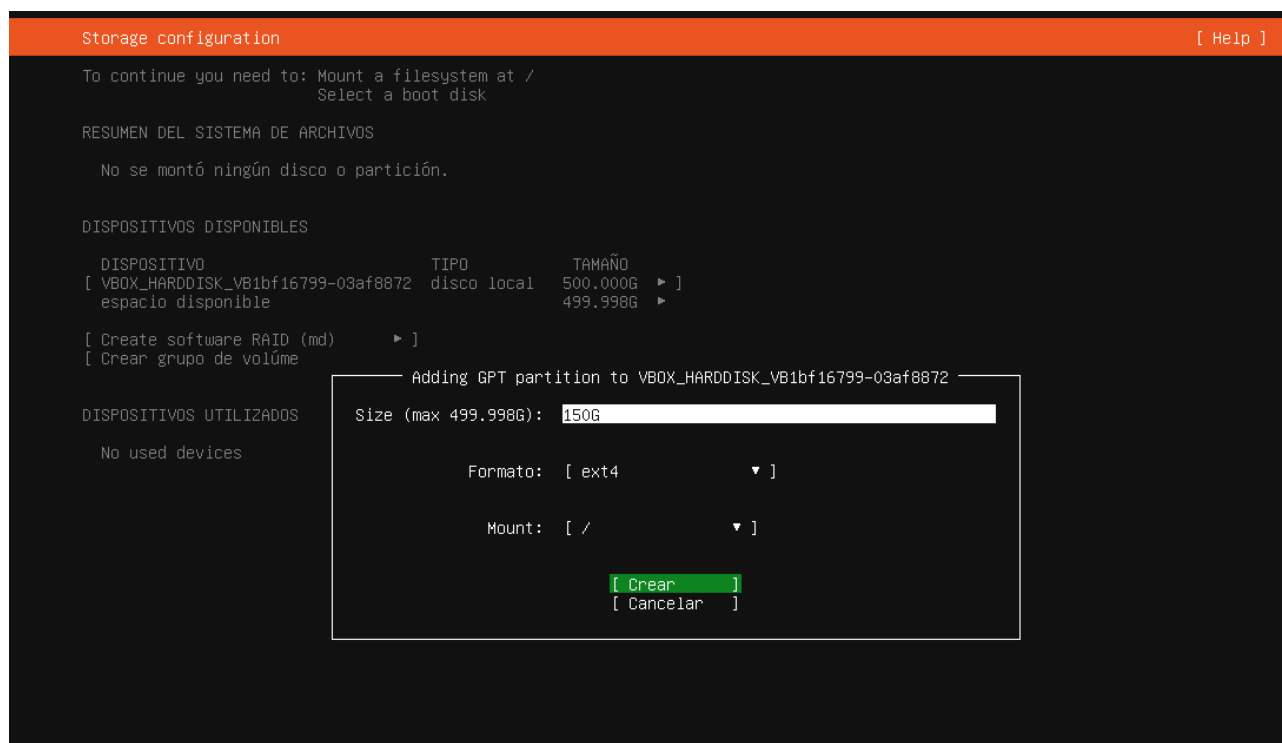 Storage configuration [ Help ]
To continue you need to: Mount a filesystem at /
Select a boot disk
RESUMEN DEL SISTEMA DE ARCHIVOS
No se montó ningún disco o partición.
DISPOSITIVOS DISPONIBLES
DISPOSITIVO TIPO TAMAÑO
[ VBOX_HARDDISK_VB1bf16799-03af8872 disco local 500.000G ▸ ]
espacio disponible 499.998G ▸
[ Create software RAID (md) ▸ ]
[ Crear grupo de volúme
Adding GPT partition to VBOX_HARDDISK_VB1bf16799-03af8872
DISPOSITIVOS UTILIZADOS
Size (max 499.998G): 150G
No used devices
Formato: [ ext4 ▾ ]
Mount: [ / ▾ ]
[ Crear ]
[ Cancelar ]